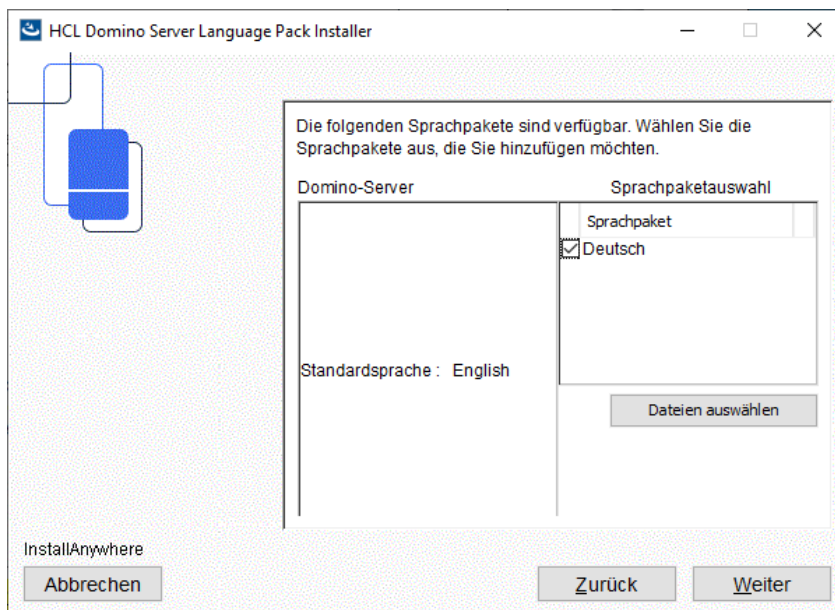 HCL Domino Server Language Pack Installer
Die folgenden Sprachpakete sind verfügbar. Wählen Sie die
Sprachpakete aus, die Sie hinzufügen möchten.
Domino-Server
Sprachpaketauswahl
Sprachpaket
Deutsch
Standardsprache : English
Dateien auswählen
InstallAnywhere
Abbrechen
Zurück
Weiter